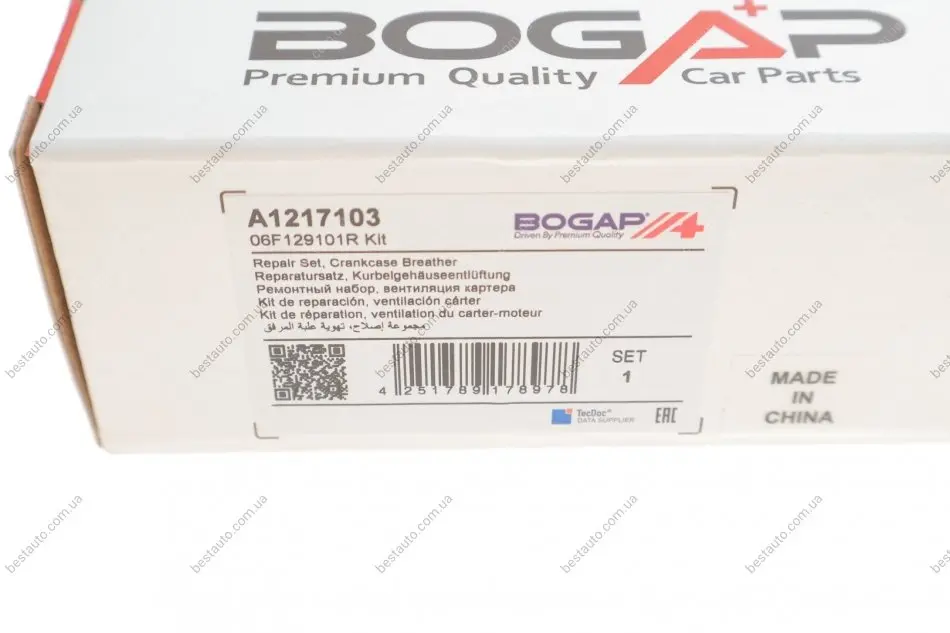 BOGAP
Premium Quality Car Parts
A1217103
06F129101R Kit
BOGAP
Driven By Premium Quality
Repair Set, Crankcase Breather
Reparatursatz, Kurbelgehäuseentlüftung
Ремонтный набор, вентиляция картера
Kit de reparación, ventilación cárter
Kit de réparation, ventilation du carter-moteur
مجموعة إصلاح، تهوية علبة المرفق
4 251789 178978
SET
1
TecDoc
DATA SUPPLIER
EAC
MADE
IN
CHINA
bestauto.com.ua